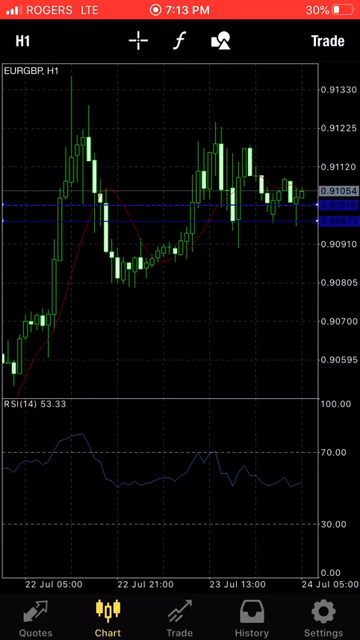 ROGERS LTE 7:13 PM 30%
H1 Trade
EURGBP, H1
0.91330
0.91225
0.91120
0.91054
0.90910
0.90805
0.90700
0.90595
RSI(14) 53.33
100.00
70.00
30.00
0.00
22 Jul 05:00 22 Jul 21:00 23 Jul 13:00 24 Jul 05:00
Quotes Chart Trade History Settings